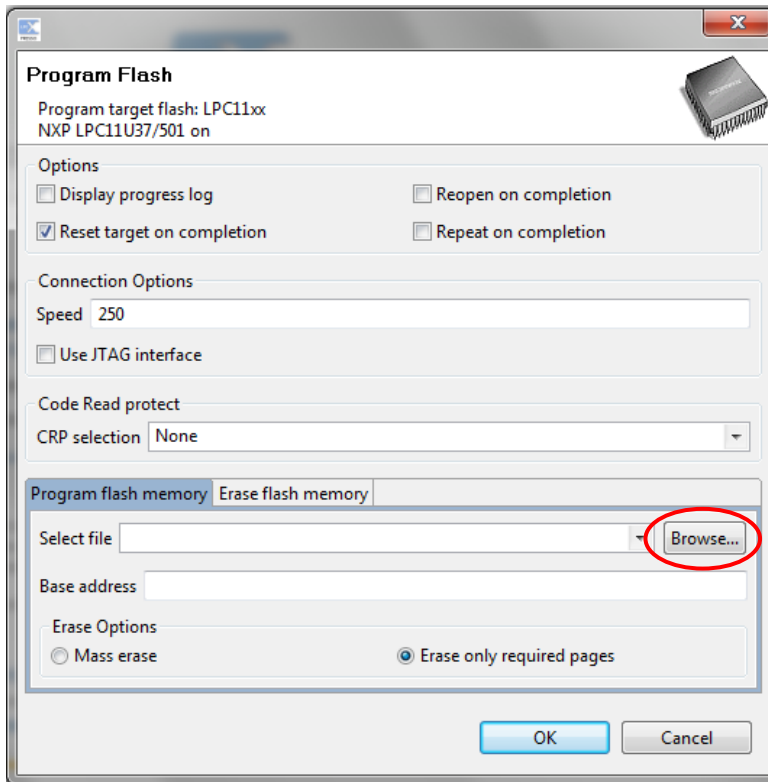 Program Flash
Program target flash: LPC11xx
NXP LPC11U37/501 on
Options
Display progress log
Reopen on completion
Reset target on completion
Repeat on completion
Connection Options
Speed 250
Use JTAG interface
Code Read protect
CRP selection None
Program flash memory Erase flash memory
Select file Browse...
Base address
Erase Options
Mass erase Erase only required pages
OK Cancel